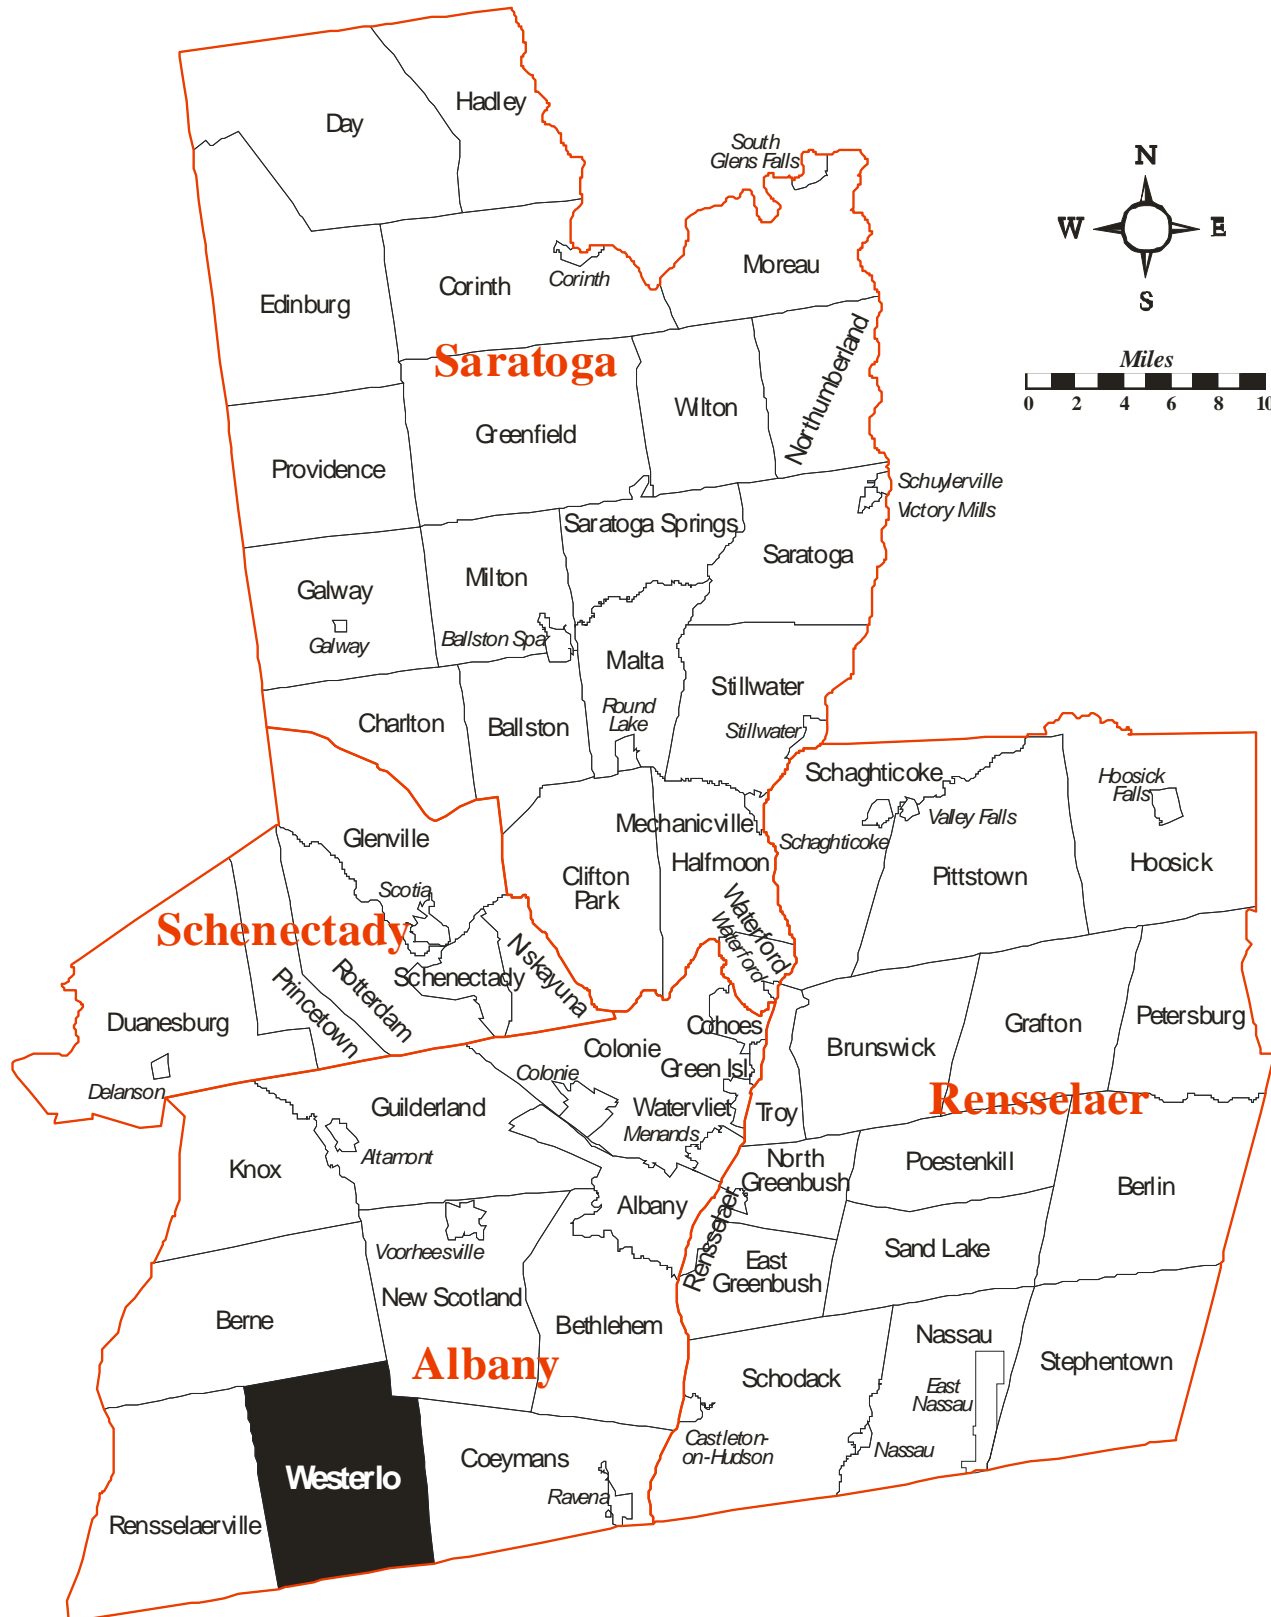 Hadley
Day
South
Glens Falls
N
W
E
S
Moreau
Corinth
Corinth
Edinburg
Miles
0 2 4 6 8 10
Saratoga
Northumberland
Wilton
Greenfield
Providence
Schuylerville
Victory Mills
Saratoga Springs
Saratoga
Milton
Galway
Galway
Ballston Spa
Malta
Stillwater
Round
Lake
Stillwater
Charlton
Ballston
Schaghticoke
Hoosick
Falls
Mechanicville
Valley Falls
Schaghticoke
Glenville
Halfmoon
Hoosick
Clifton
Park
Pittstown
Scotia
Waterford
Waterford
Schenectady
Schenectady
Niskayuna
Rotterdam
Princetown
Duanesburg
Cohoes
Colonie
Brunswick
Grafton
Petersburg
Green Isl.
Colonie
Delanson
Guilderland
Watervliet
Troy
Rensselaer
Menands
Altamont
Knox
North
Greenbush
Poestenkill
Berlin
Albany
Rensselaer
Voorheesville
Sand Lake
East
Greenbush
New Scotland
Berne
Bethlehem
Albany
Nassau
Stephentown
Schodack
East
Nassau
Castleton-
on-Hudson
Nassau
Coeymans
Westerlo
Ravena
Rensselaerville